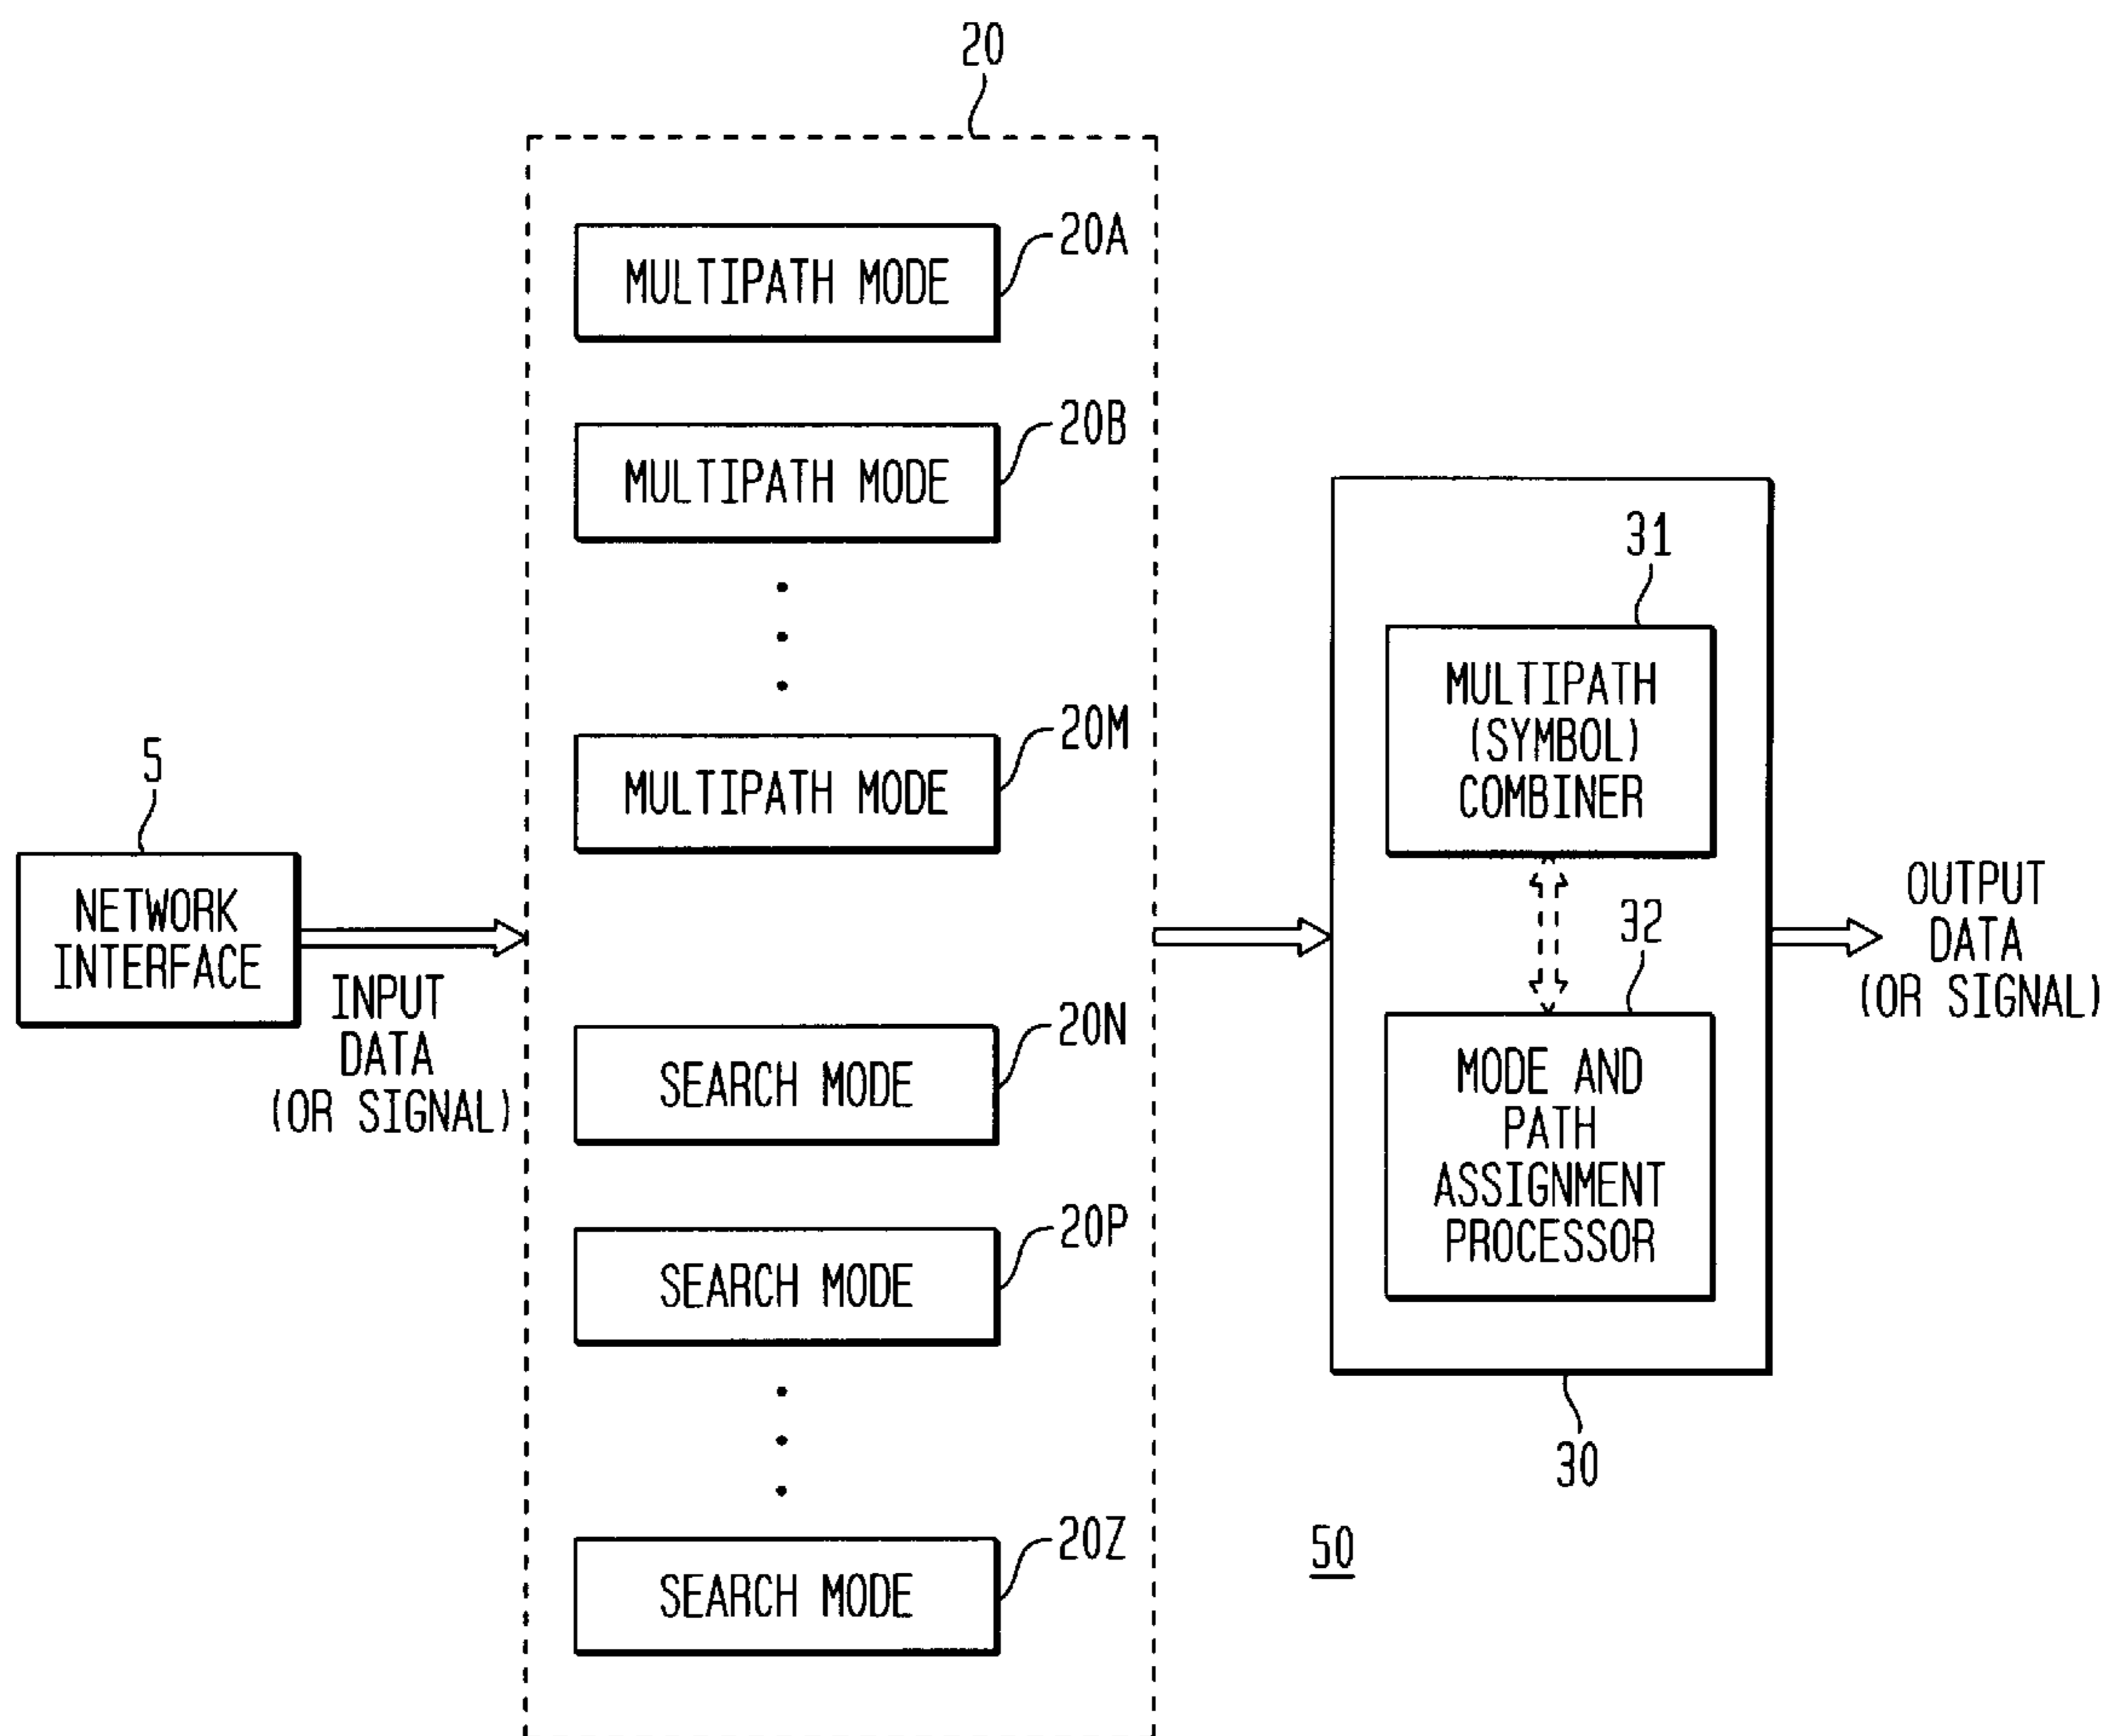 20
20A
MULTIPATH MODE
20B
MULTIPATH MODE
20M
MULTIPATH MODE
5
NETWORK
INTERFACE
INPUT
DATA
(OR SIGNAL)
20N
SEARCH MODE
20P
SEARCH MODE
20Z
SEARCH MODE
31
MULTIPATH
(SYMBOL)
COMBINER
32
MODE AND
PATH
ASSIGNMENT
PROCESSOR
30
OUTPUT
DATA
(OR SIGNAL)
50